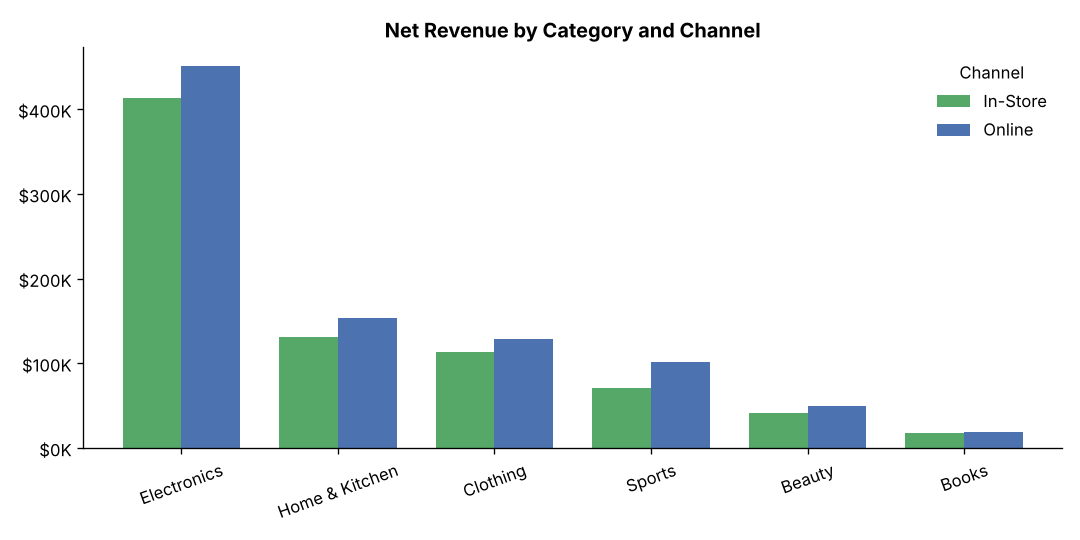 Net Revenue by Category and Channel
Channel
In-Store
Online
$400K
$300K
$200K
$100K
$0K
Electronics
Home & Kitchen
Clothing
Sports
Beauty
Books